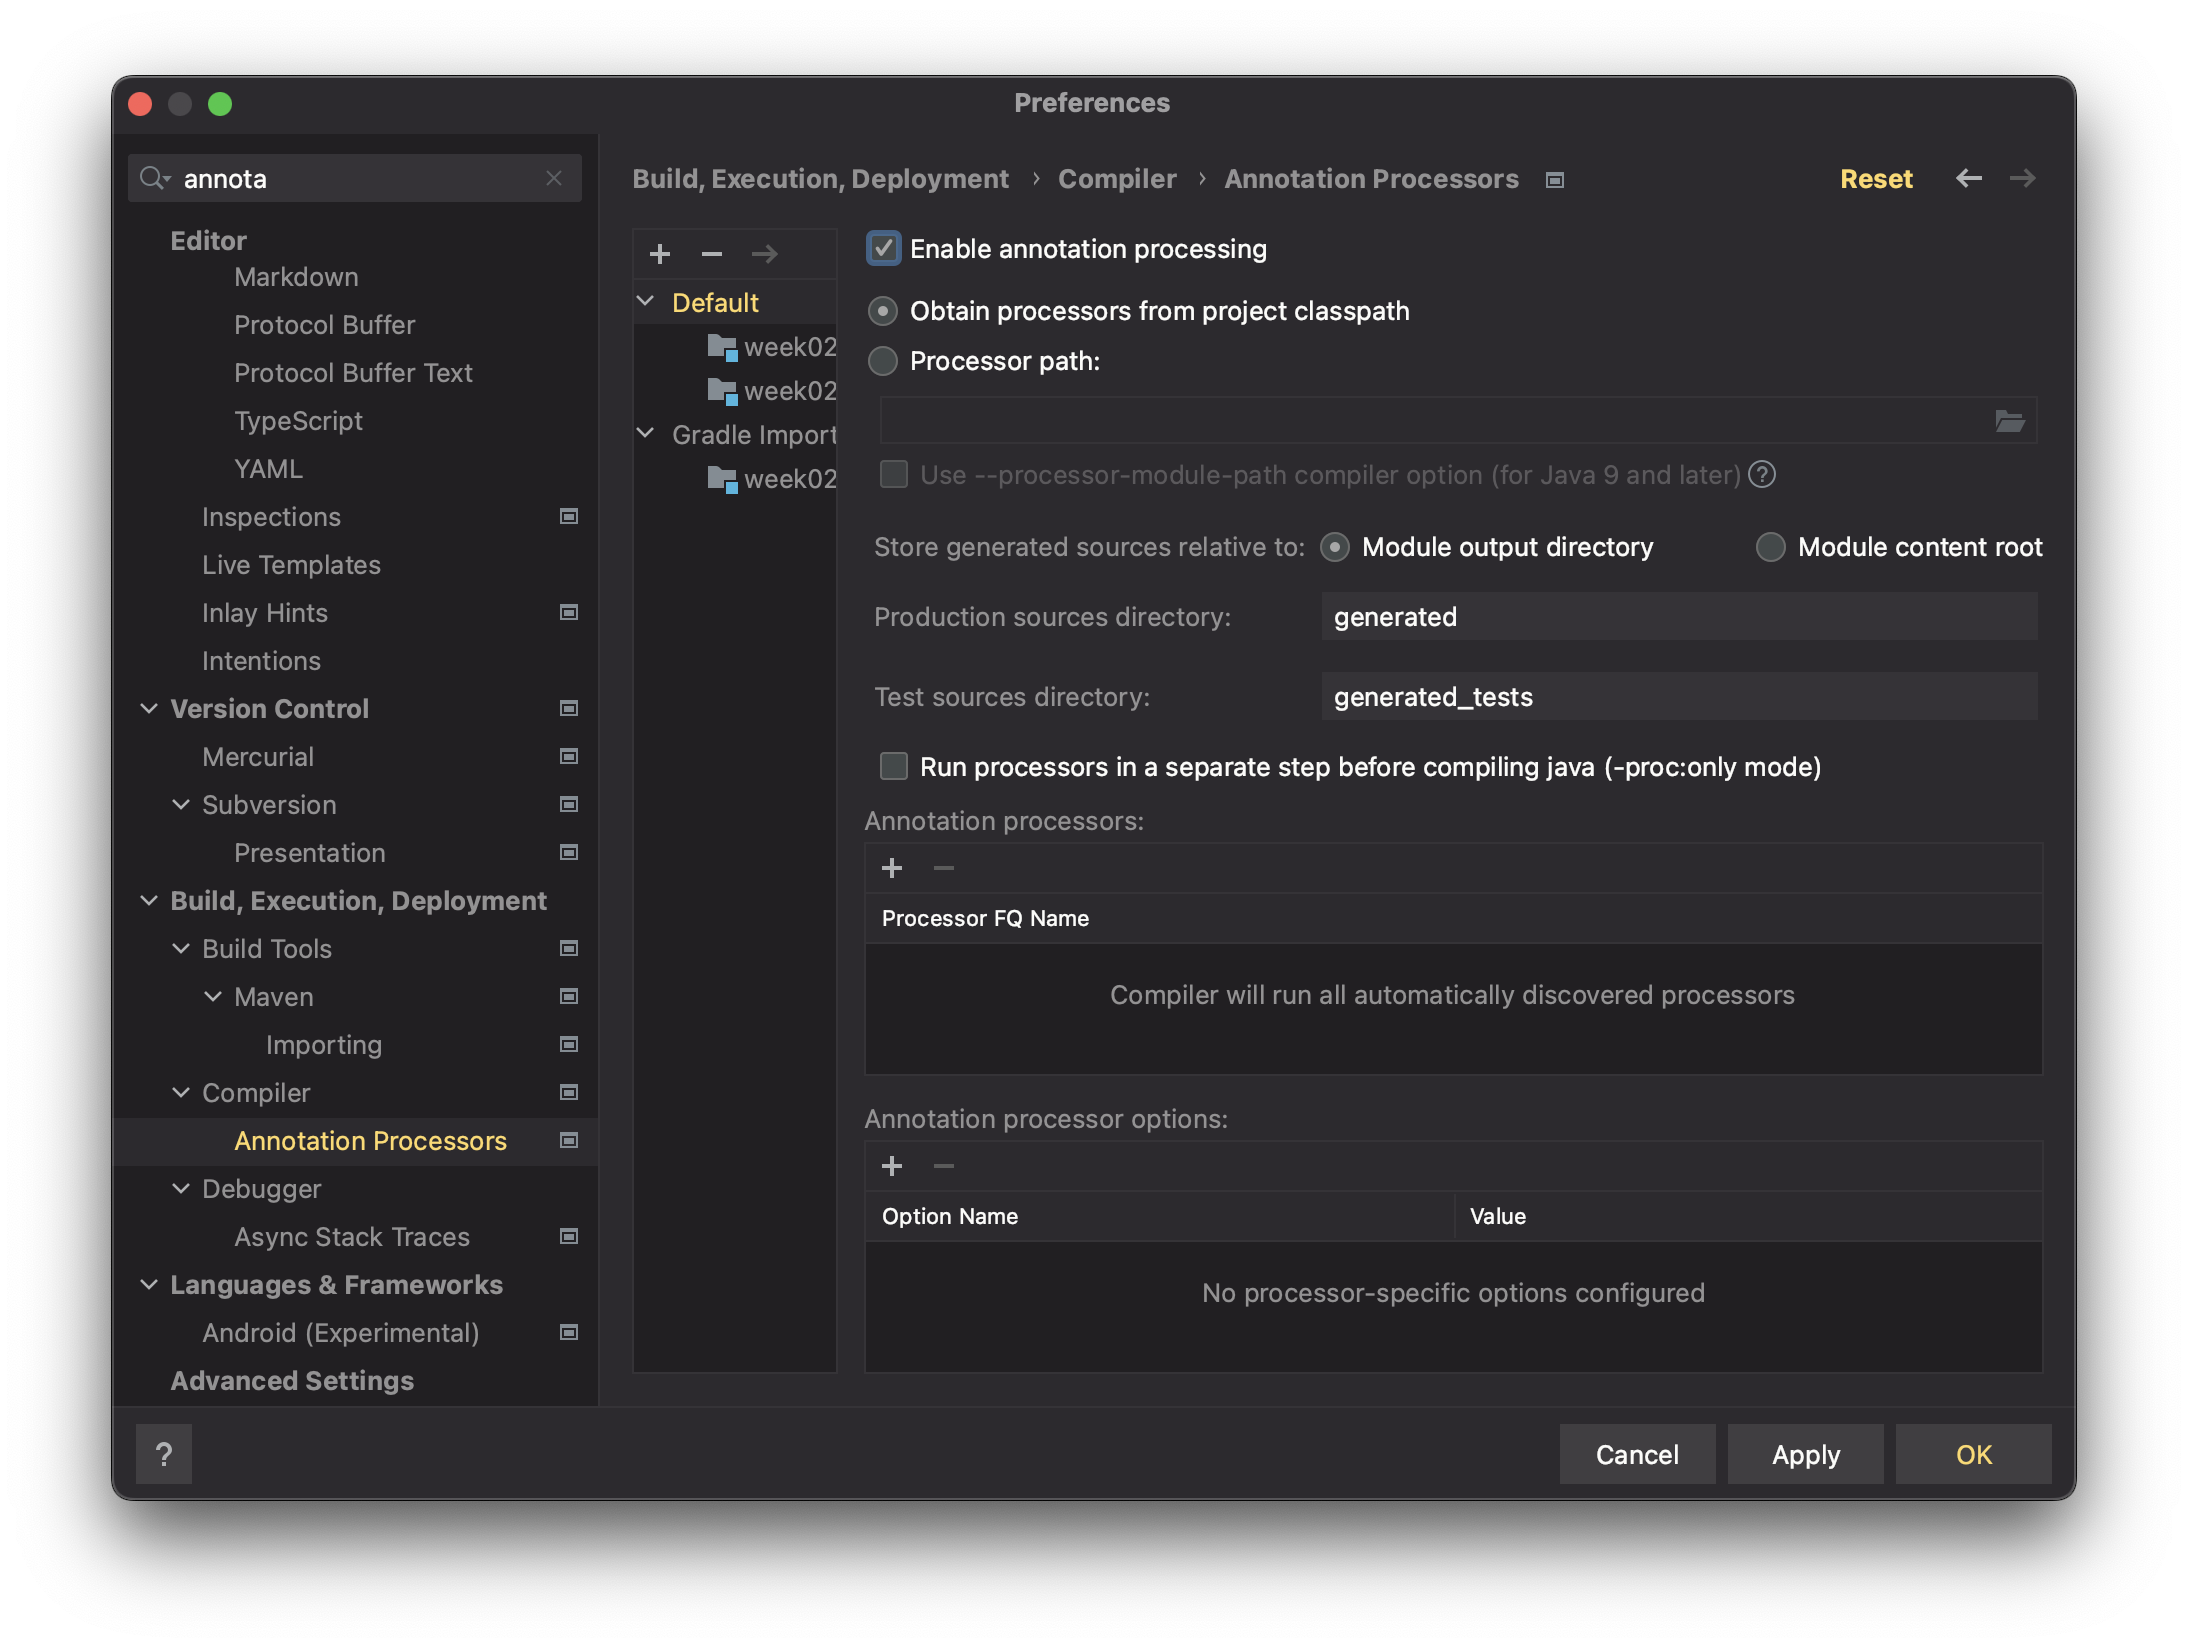 Preferences
annota
Editor
Markdown
Protocol Buffer
Protocol Buffer Text
TypeScript
YAML
Inspections
Live Templates
Inlay Hints
Intentions
Version Control
Mercurial
Subversion
Presentation
Build, Execution, Deployment
Build Tools
Maven
Importing
Compiler
Annotation Processors
Debugger
Async Stack Traces
Languages & Frameworks
Android (Experimental)
Advanced Settings
Build, Execution, Deployment › Compiler › Annotation Processors
Reset
Default
week02
week02
Gradle Import
week02
Enable annotation processing
Obtain processors from project classpath
Processor path:
Use --processor-module-path compiler option (for Java 9 and later) ?
Store generated sources relative to: Module output directory Module content root
Production sources directory: generated
Test sources directory: generated_tests
Run processors in a separate step before compiling java (-proc:only mode)
Annotation processors:
Processor FQ Name
Compiler will run all automatically discovered processors
Annotation processor options:
Option Name Value
No processor-specific options configured
? Cancel Apply OK